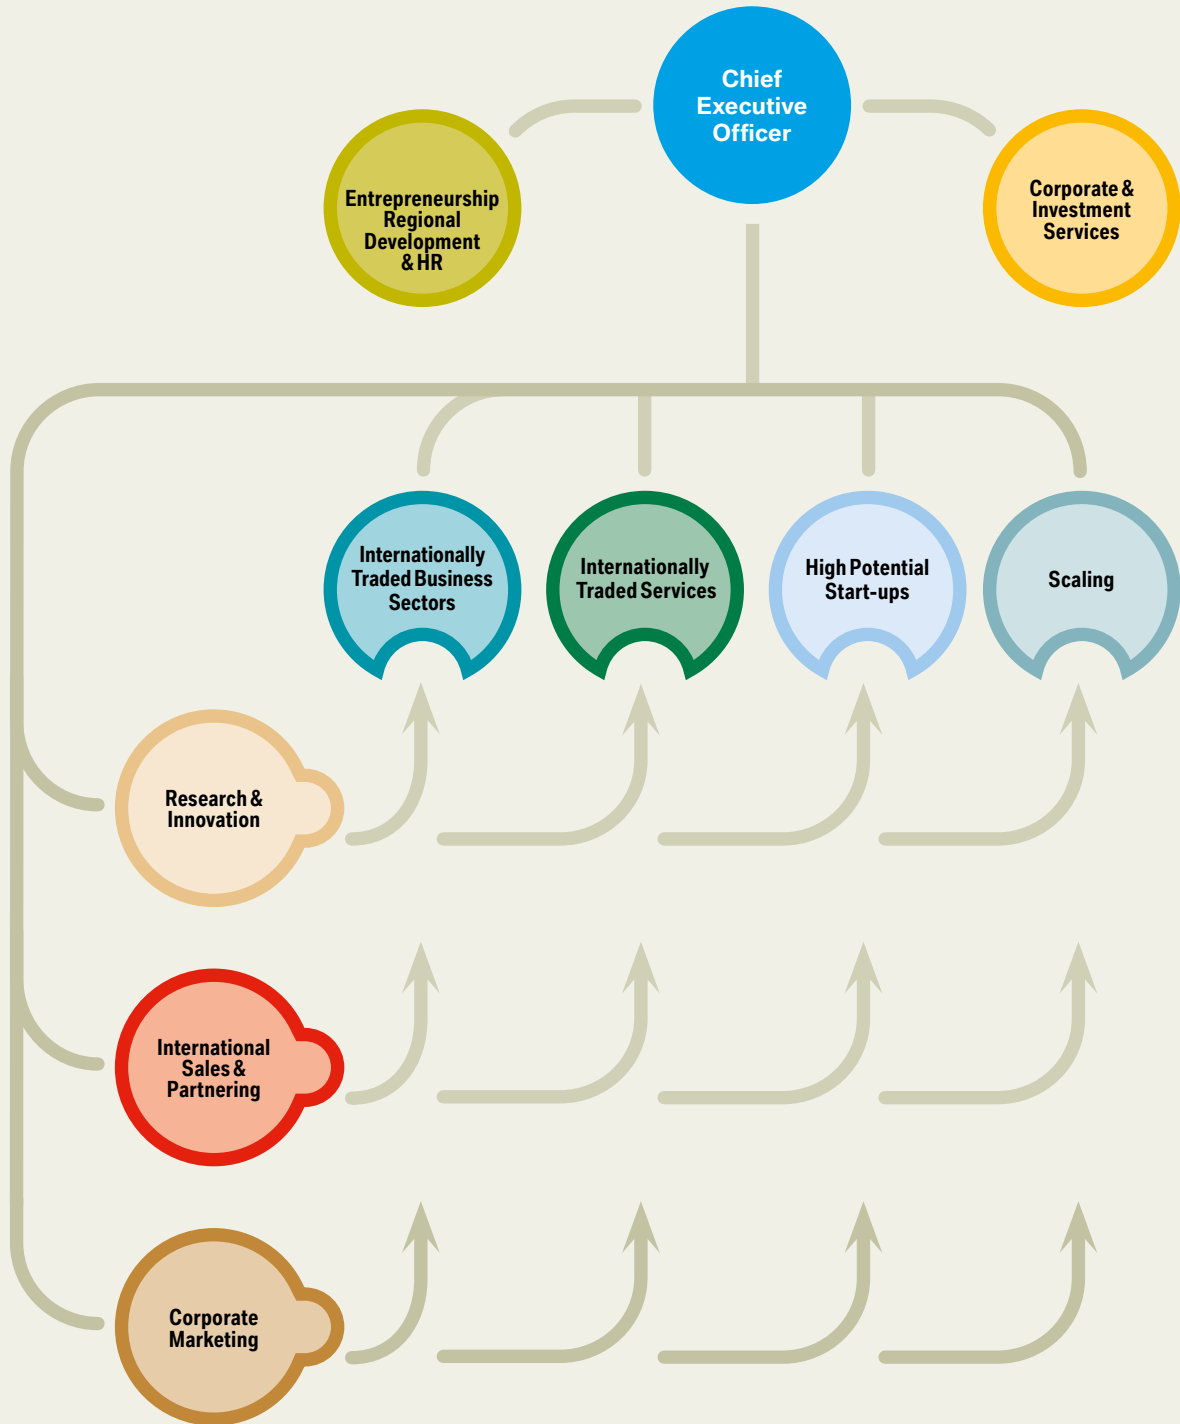 Chief
Executive
Officer
Entrepreneurship
Regional
Development
& HR
Corporate &
Investment
Services
Internationally
Traded Business
Sectors
Internationally
Traded Services
High Potential
Start-ups
Scaling
Research &
Innovation
International
Sales &
Partnering
Corporate
Marketing